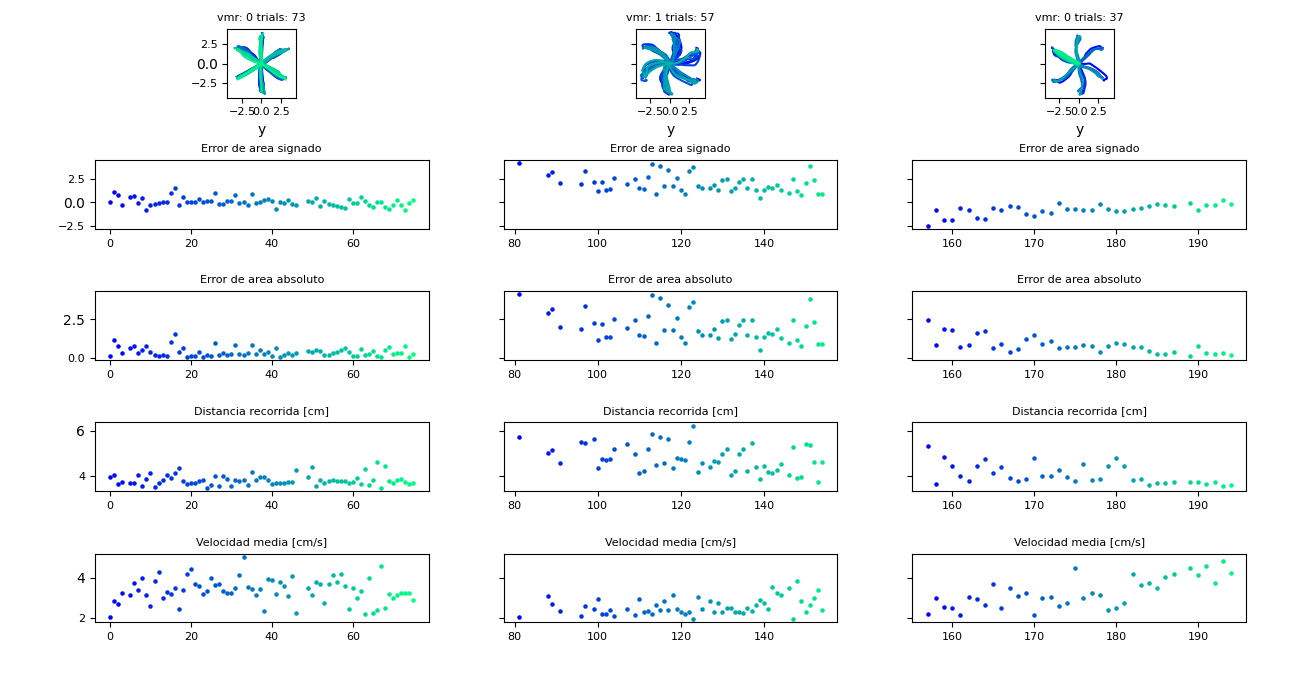 vmr: 0 trials: 73
vmr: 1 trials: 57
vmr: 0 trials: 37
2.5
0.0
−2.5
−2.5 0.0 2.5
−2.5 0.0 2.5
−2.5 0.0 2.5
y
y
y
Error de area signado
Error de area signado
Error de area signado
2.5
0.0
−2.5
0 20 40 60
80 100 120 140
160 170 180 190
Error de area absoluto
Error de area absoluto
Error de area absoluto
2.5
0.0
0 20 40 60
80 100 120 140
160 170 180 190
Distancia recorrida [cm]
Distancia recorrida [cm]
Distancia recorrida [cm]
6
4
0 20 40 60
80 100 120 140
160 170 180 190
Velocidad media [cm/s]
Velocidad media [cm/s]
Velocidad media [cm/s]
4
2
0 20 40 60
80 100 120 140
160 170 180 190